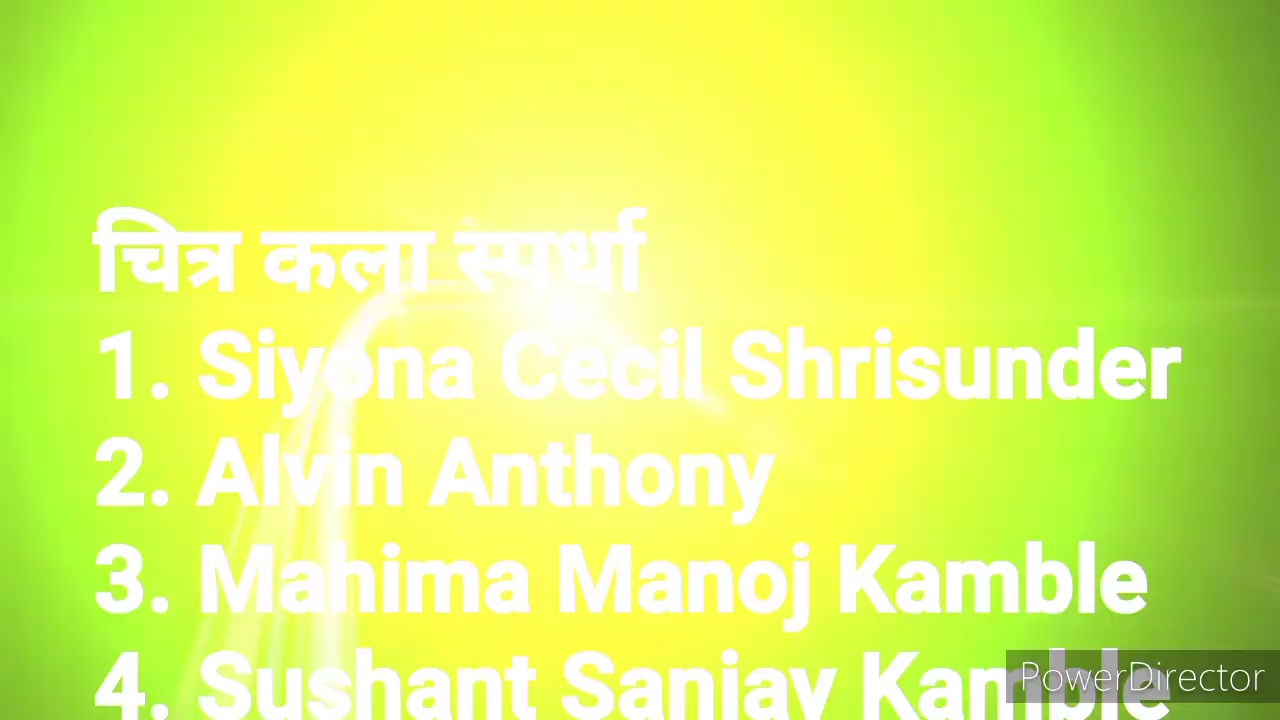 चित्र कला स्पर्धा
1. Siyona Cecil Shrisunder
2. Alvin Anthony
3. Mahima Manoj Kamble
4. Sushant Sanjay Kamble
PowerDirector